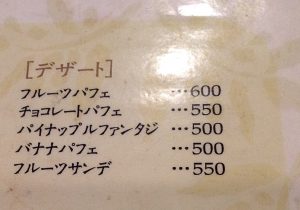 [デザート]
フルーツパフェ …600
チョコレートパフェ …550
パイナップルファンタジ …500
バナナパフェ …500
フルーツサンデ …550